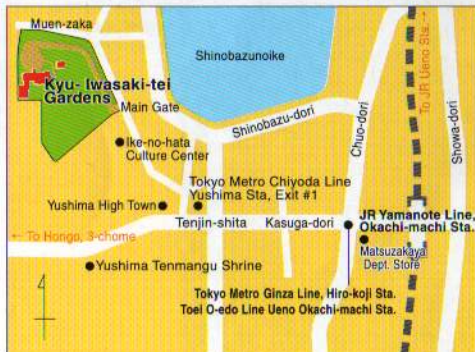 Muen-zaka
Kyu- Iwasaki-tei
Gardens
Main Gate
Shinobazunoike
Shinobazu-dori
Chuo-dori
To JR Ueno Sta.→
Showa-dori
Ike-no-hata
Culture Center
Tokyo Metro Chiyoda Line
Yushima Sta, Exit #1
Yushima High Town
Tenjin-shita
Kasuga-dori
JR Yamanote Line,
Okachi-machi Sta.
← To Hongo, 3-chome
Matsuzakaya
Dept. Store
Yushima Tenmangu Shrine
Tokyo Metro Ginza Line, Hiro-koji Sta.
Toei O-edo Line Ueno Okachi-machi Sta.